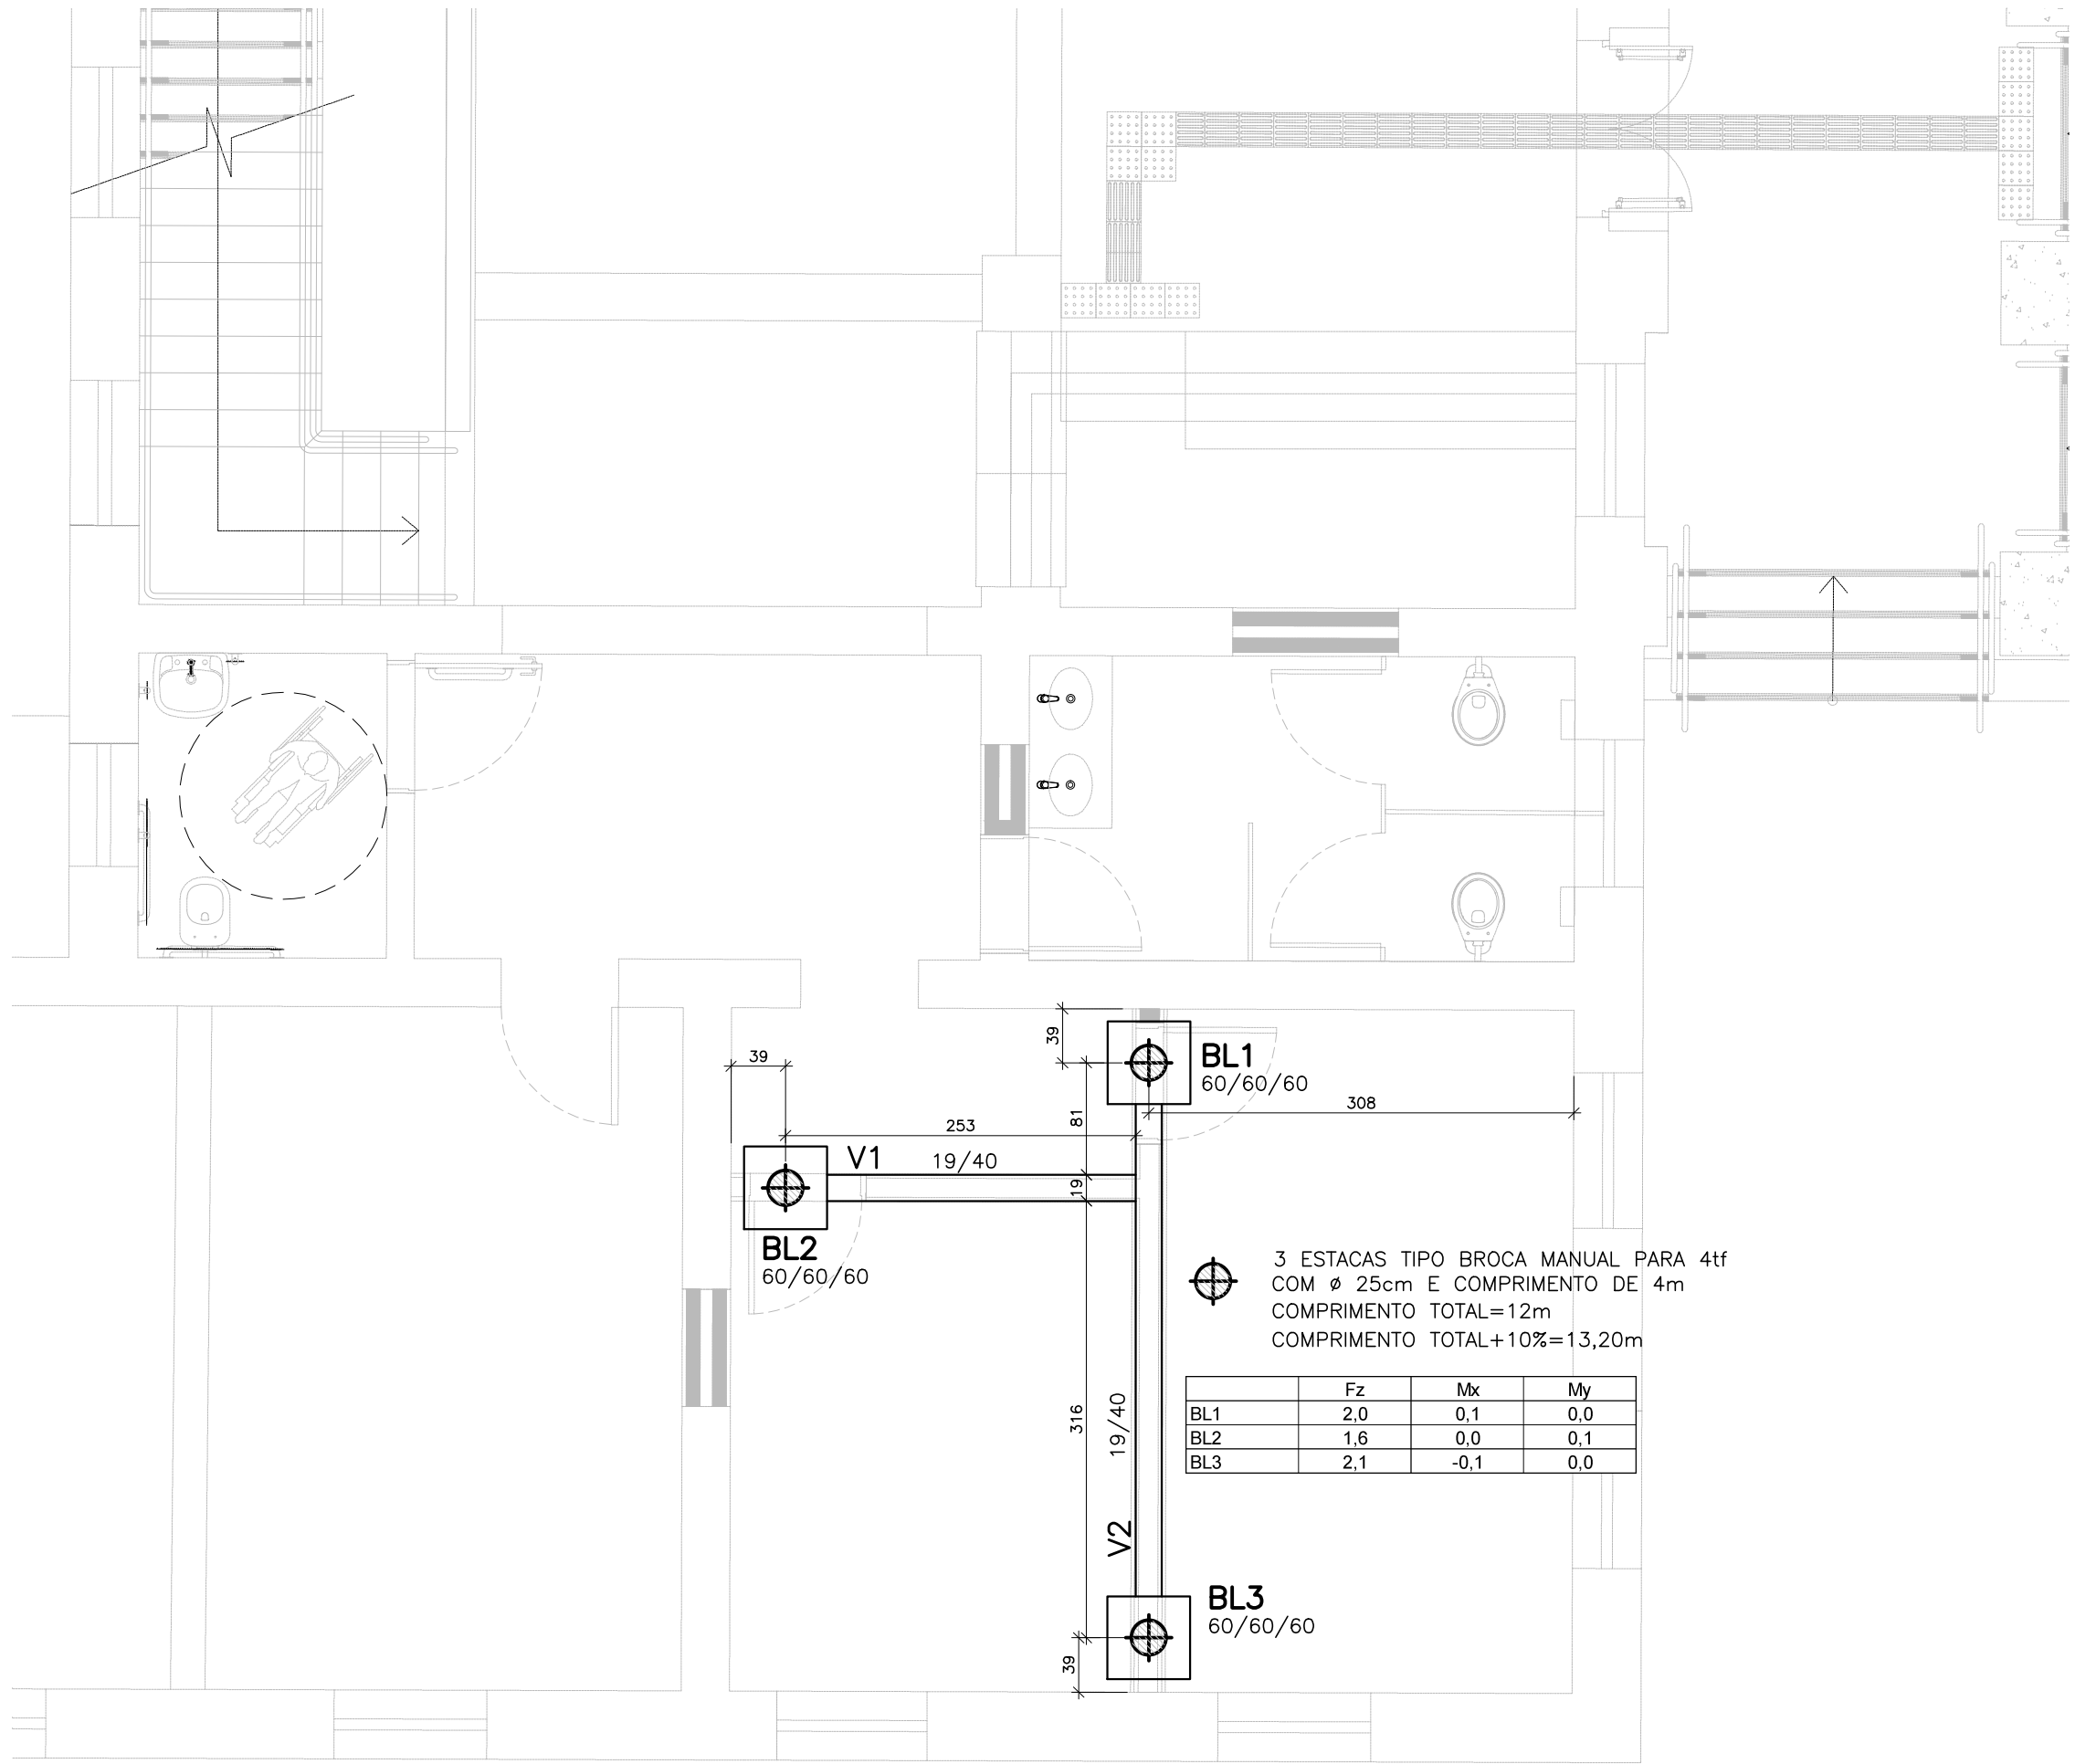 39
BL1
60/60/60
39
308
81
253
V1
19/40
19
BL2
60/60/60
3 ESTACAS TIPO BROCA MANUAL PARA 4tf
COM ø 25cm E COMPRIMENTO DE 4m
COMPRIMENTO TOTAL=12m
COMPRIMENTO TOTAL+10%=13,20m
Fz Mx My
BL1 2,0 0,1 0,0
BL2 1,6 0,0 0,1
BL3 2,1 -0,1 0,0
316
19/40
V2
BL3
60/60/60
39